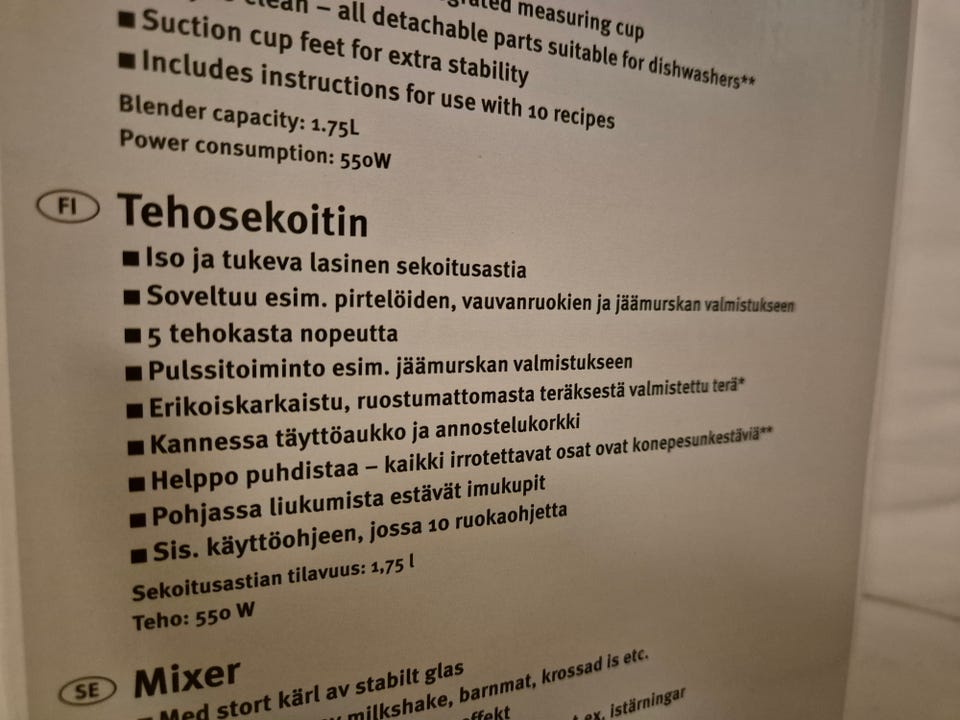 measuring cup
clean – all detachable parts suitable for dishwashers**
■ Suction cup feet for extra stability
■ Includes instructions for use with 10 recipes
Blender capacity: 1.75L
Power consumption: 550W
FI Tehosekoitin
■ Iso ja tukeva lasinen sekoitusastia
■ Soveltuu esim. pirtelöiden, vauvanruokien ja jäämurskan valmistukseen
■ 5 tehokasta nopeutta
■ Pulssitoiminto esim. jäämurskan valmistukseen
■ Erikoiskarkaistu, ruostumattomasta teräksestä valmistettu terä*
■ Kannessa täyttöaukko ja annostelukorkki
■ Helppo puhdistaa – kaikki irrotettavat osat ovat konepesunkestäviä**
■ Pohjassa liukumista estävät imukupit
■ Sis. käyttöohjeen, jossa 10 ruokaohjetta
Sekoitusastian tilavuus: 1,75 l
Teho: 550 W
SE Mixer
■ Med stort kärl av stabilt glas
milkshake, barnmat, krossad is etc.
ex. istärningar